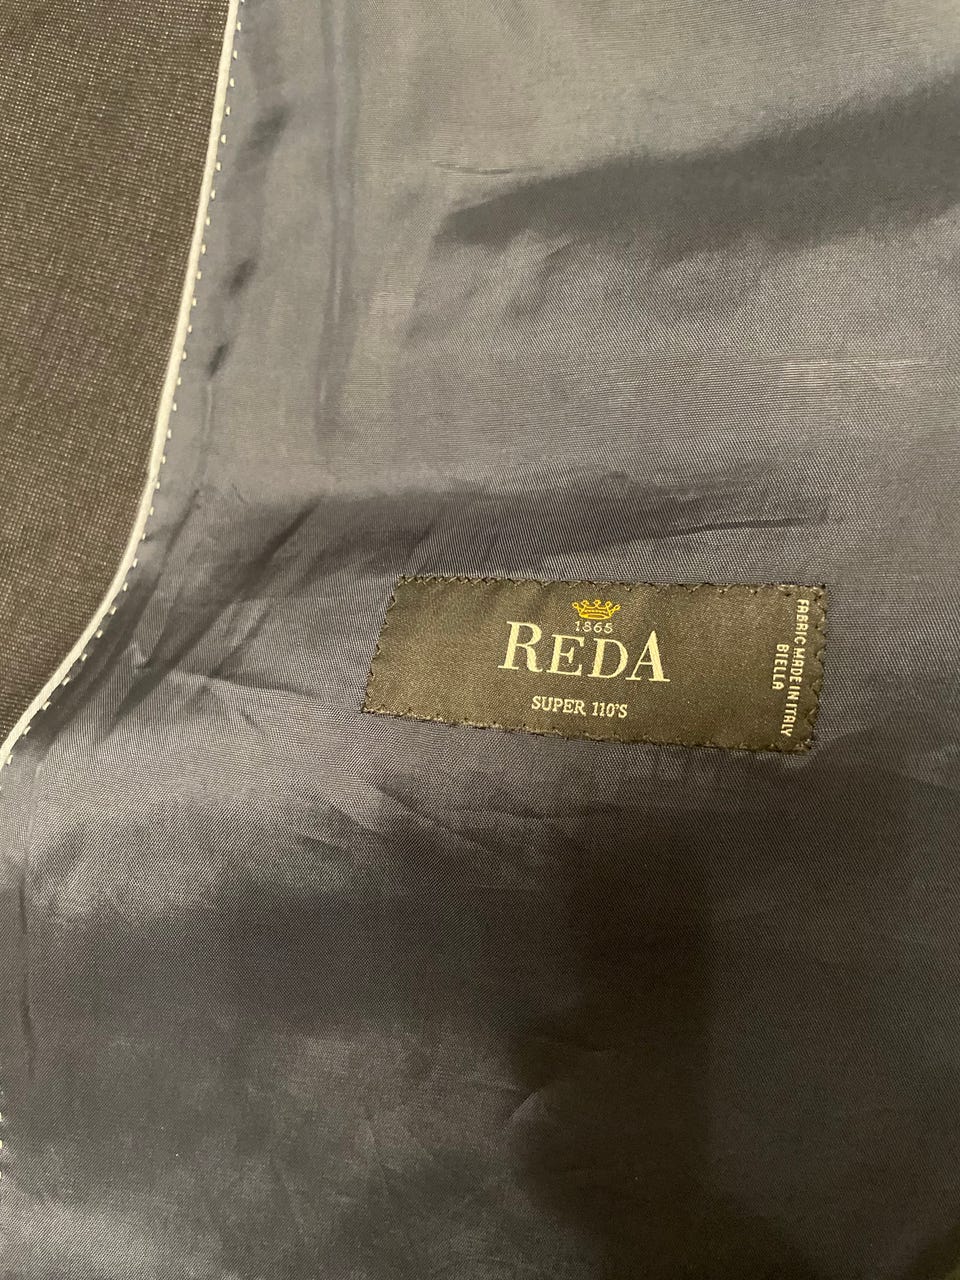 1865
REDA
SUPER 110'S
FABRIC MADE IN ITALY
BIELLA